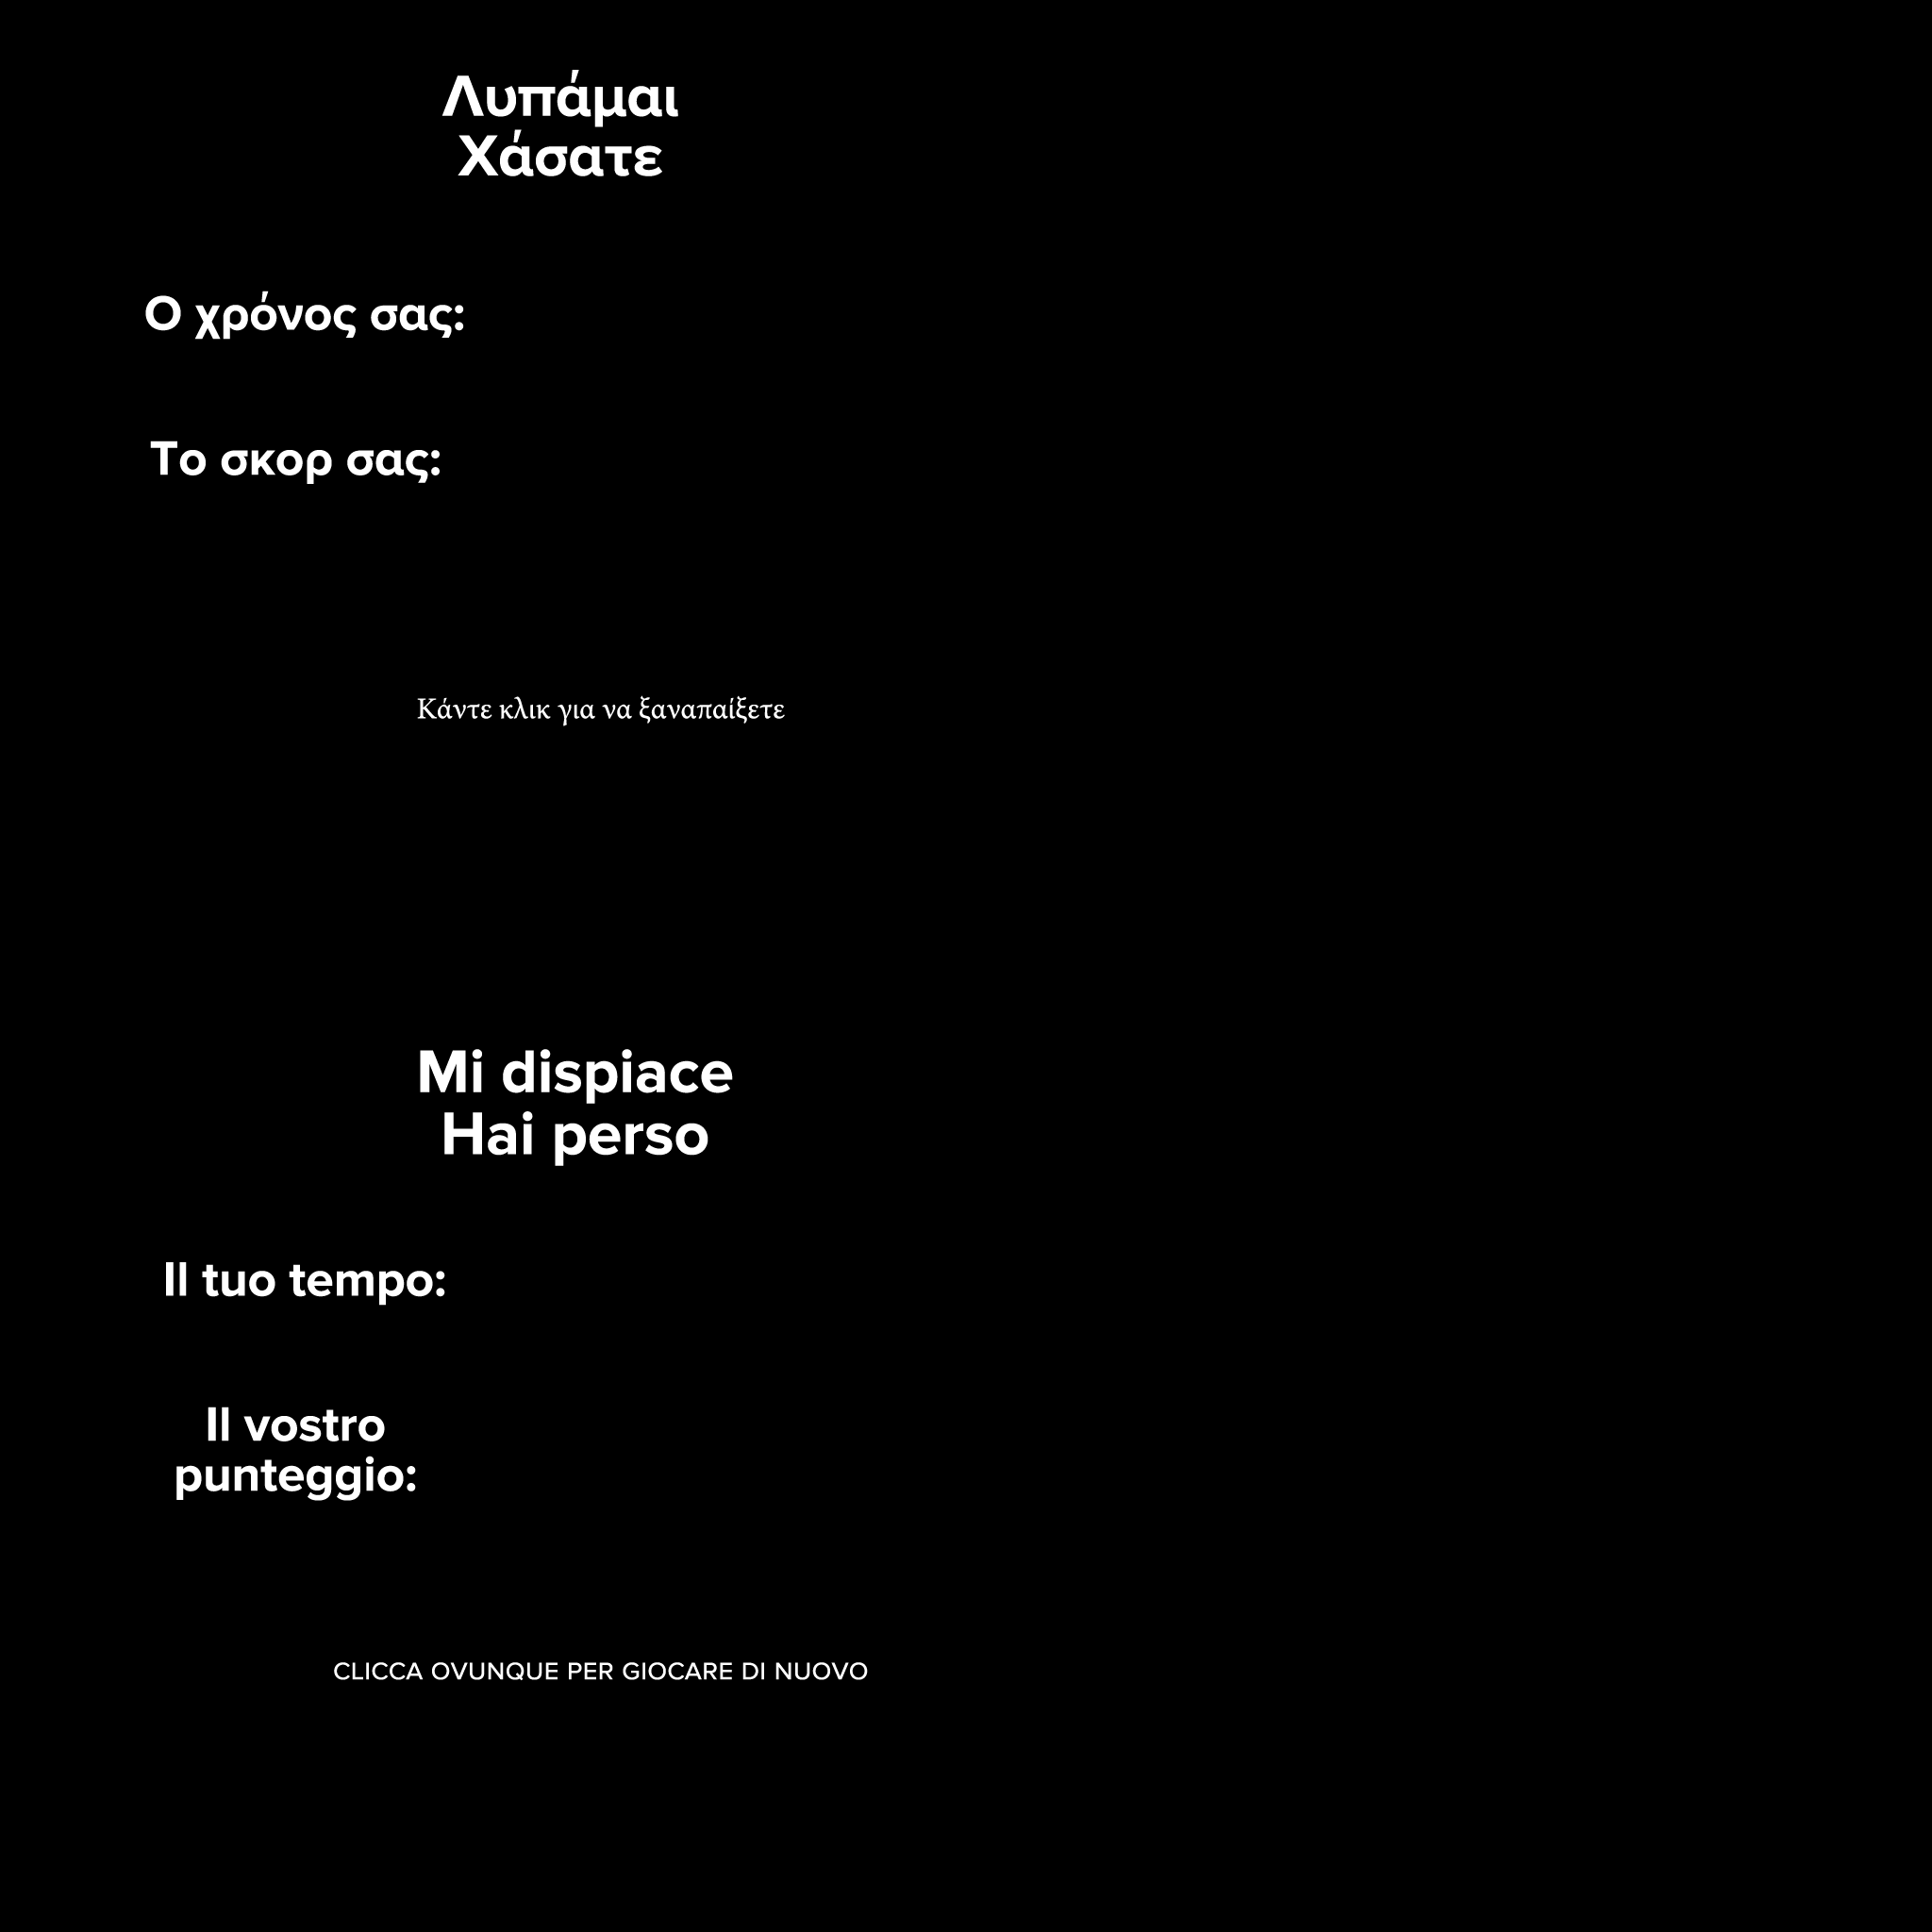 Λυπάμαι
Χάσατε
Ο χρόνος σας:
Το σκορ σας:
Κάντε κλικ για να ξαναπαίξετε
Mi dispiace
Hai perso
Il tuo tempo:
Il vostro
punteggio:
CLICCA OVUNQUE PER GIOCARE DI NUOVO